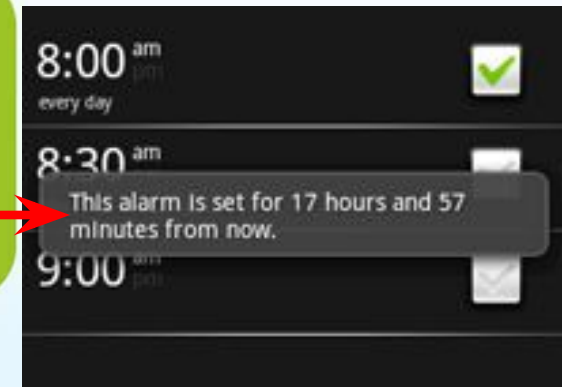 8:00 am
pm
every day
8:30 am
This alarm is set for 17 hours and 57
minutes from now.
9:00 am
pm